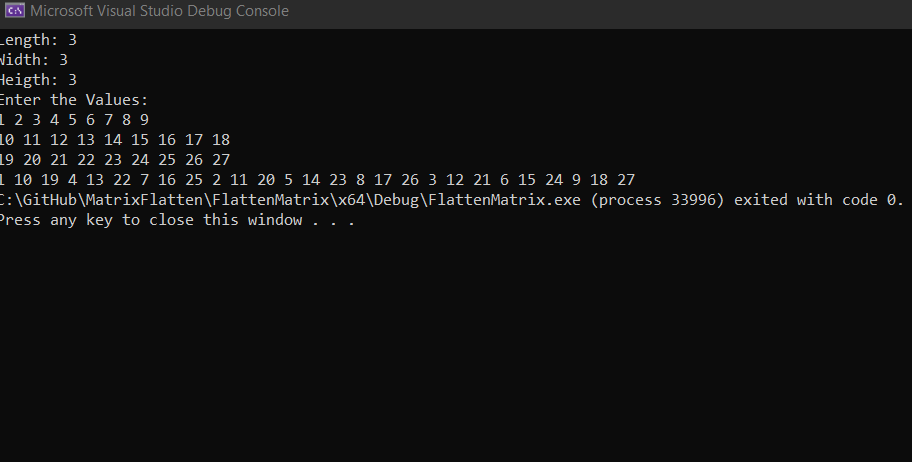 Microsoft Visual Studio Debug Console
Length: 3
Width: 3
Heigth: 3
Enter the Values:
1 2 3 4 5 6 7 8 9
10 11 12 13 14 15 16 17 18
19 20 21 22 23 24 25 26 27
1 10 19 4 13 22 7 16 25 2 11 20 5 14 23 8 17 26 3 12 21 6 15 24 9 18 27
C:\GitHub\MatrixFlatten\FlattenMatrix\x64\Debug\FlattenMatrix.exe (process 33996) exited with code 0.
Press any key to close this window . . .